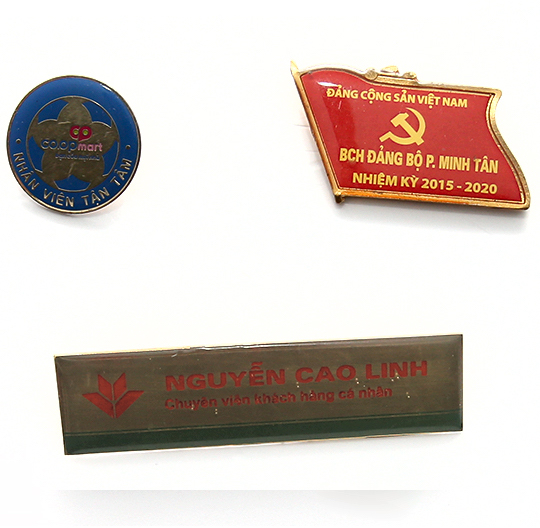 co.opmart
NHÂN VIÊN TẬN TÂM
ĐẢNG CỘNG SẢN VIỆT NAM
BCH ĐẢNG BỘ P. MINH TÂN
NHIỆM KỲ 2015 - 2020
NGUYỄN CAO LINH
Chuyên viên khách hàng cá nhân